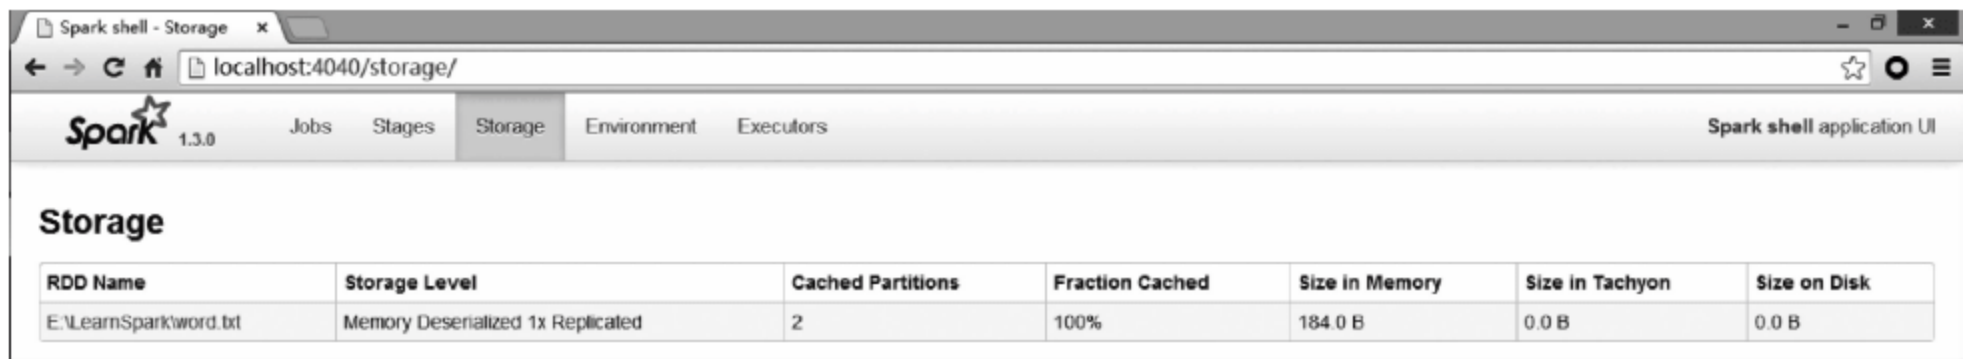 Spark shell - Storage
localhost:4040/storage/
Spark 1.3.0 Jobs Stages Storage Environment Executors Spark shell application UI
Storage
RDD Name Storage Level Cached Partitions Fraction Cached Size in Memory Size in Tachyon Size on Disk
E:\LearnSpark\word.txt Memory Deserialized 1x Replicated 2 100% 184.0 B 0.0 B 0.0 B